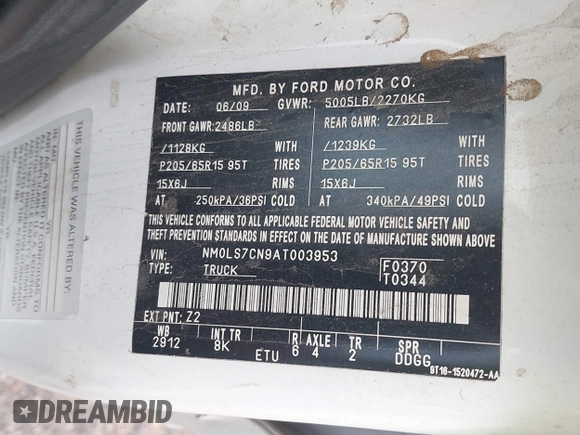 MFD. BY FORD MOTOR CO.
DATE: 06/09 GVWR: 5005LB/2270KG
FRONT GAWR: 2486LB REAR GAWR: 2732LB
/1128KG WITH /1239KG WITH
P205/65R15 95T TIRES P205/65R15 95T TIRES
15X6J RIMS 15X6J RIMS
AT 250kPA/36PSI COLD AT 340kPA/49PSI COLD
THIS VEHICLE CONFORMS TO ALL APPLICABLE FEDERAL MOTOR VEHICLE SAFETY AND
THEFT PREVENTION STANDARDS IN EFFECT ON THE DATE OF MANUFACTURE SHOWN ABOVE
VIN: NM0LS7CN9AT003953 F0370
TYPE: TRUCK T0344
EXT PNT: Z2
WB INT TR R AXLE TR SPR
2912 8K 6 4 2 DDGG
ETU
9T16-1520472-AA
THIS VEHICLE WAS ALTERED BY
DREAMBID
DREAMBID